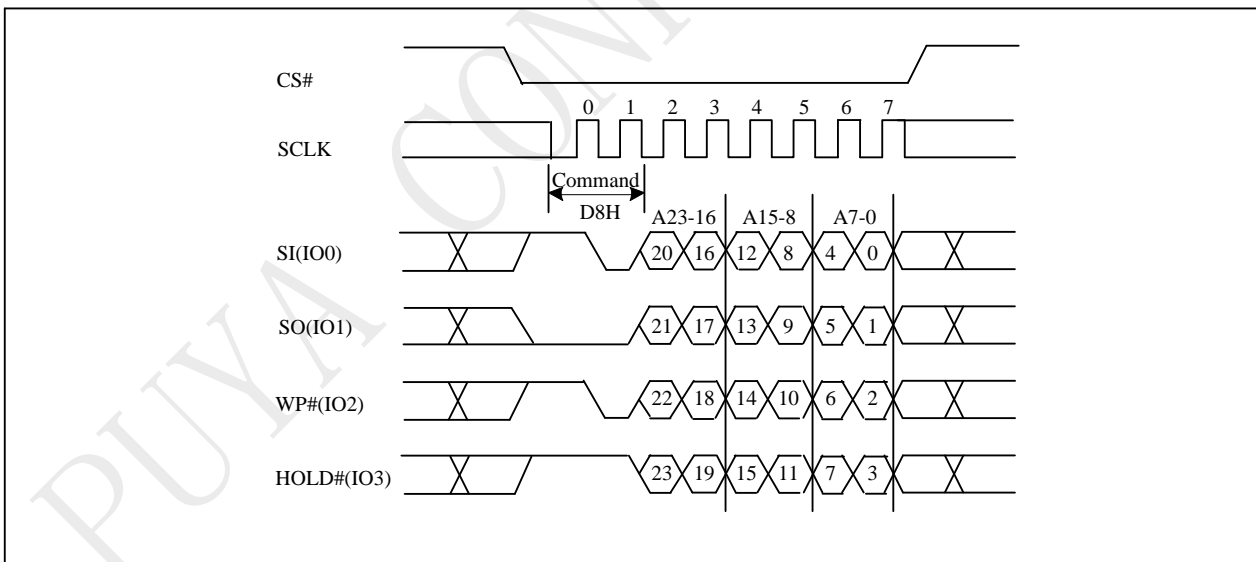 CS#
0 1 2 3 4 5 6 7
SCLK
Command
D8H
A23-16 A15-8 A7-0
SI(IO0)
20 16 12 8 4 0
SO(IO1)
21 17 13 9 5 1
WP#(IO2)
22 18 14 10 6 2
HOLD#(IO3)
23 19 15 11 7 3
PUYA